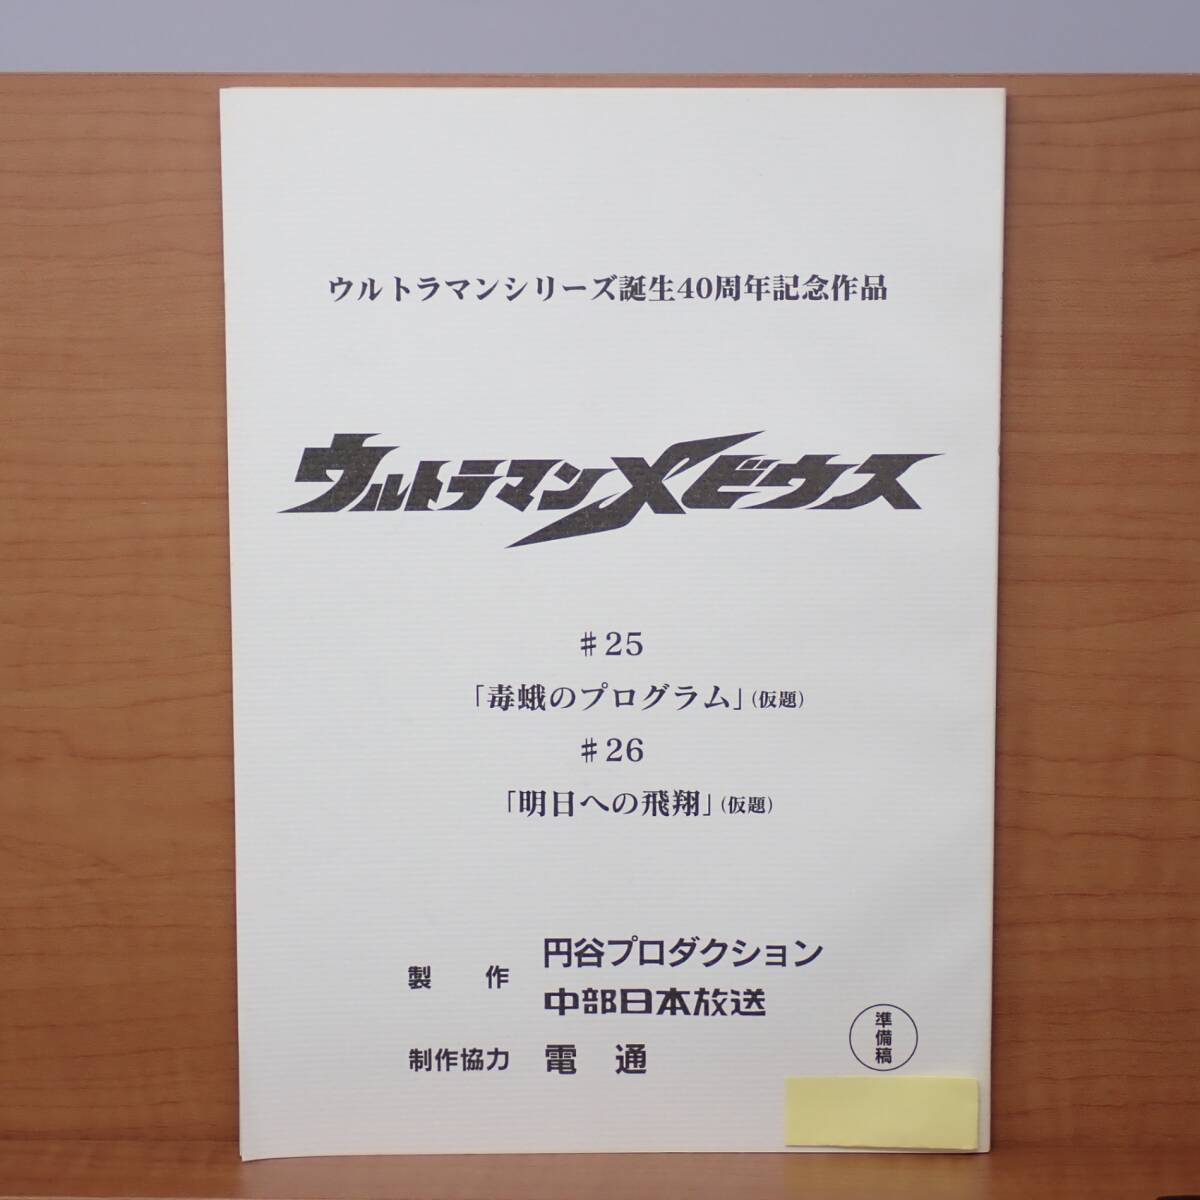 ウルトラマンシリーズ誕生40周年記念作品
ウルトラマンメビウス
♯25
「毒蛾のプログラム」(仮題)
♯26
「明日への飛翔」(仮題)
製作 円谷プロダクション
中部日本放送
制作協力 電通
準備稿